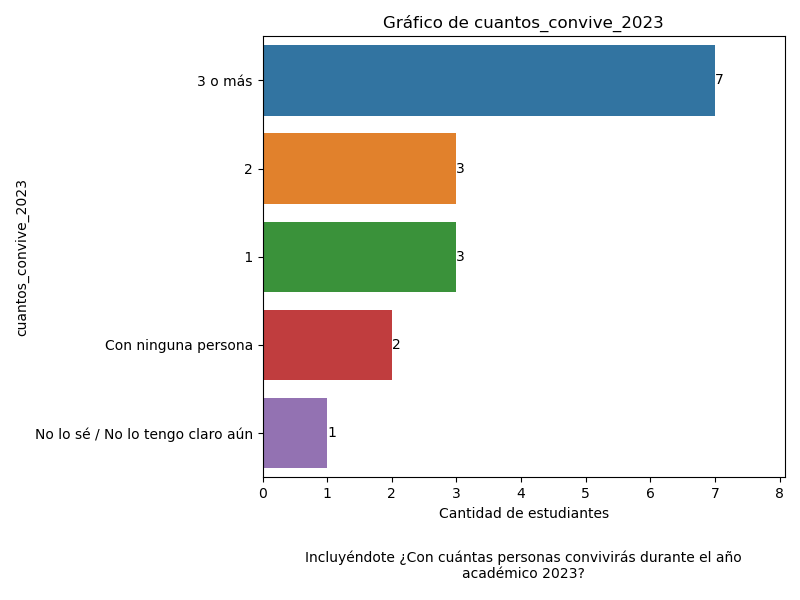 Gráfico de cuantos_convive_2023
cuantos_convive_2023
3 o más
7
2
3
1
3
Con ninguna persona
2
No lo sé / No lo tengo claro aún
1
0 1 2 3 4 5 6 7 8
Cantidad de estudiantes
Incluyéndote ¿Con cuántas personas convivirás durante el año
académico 2023?